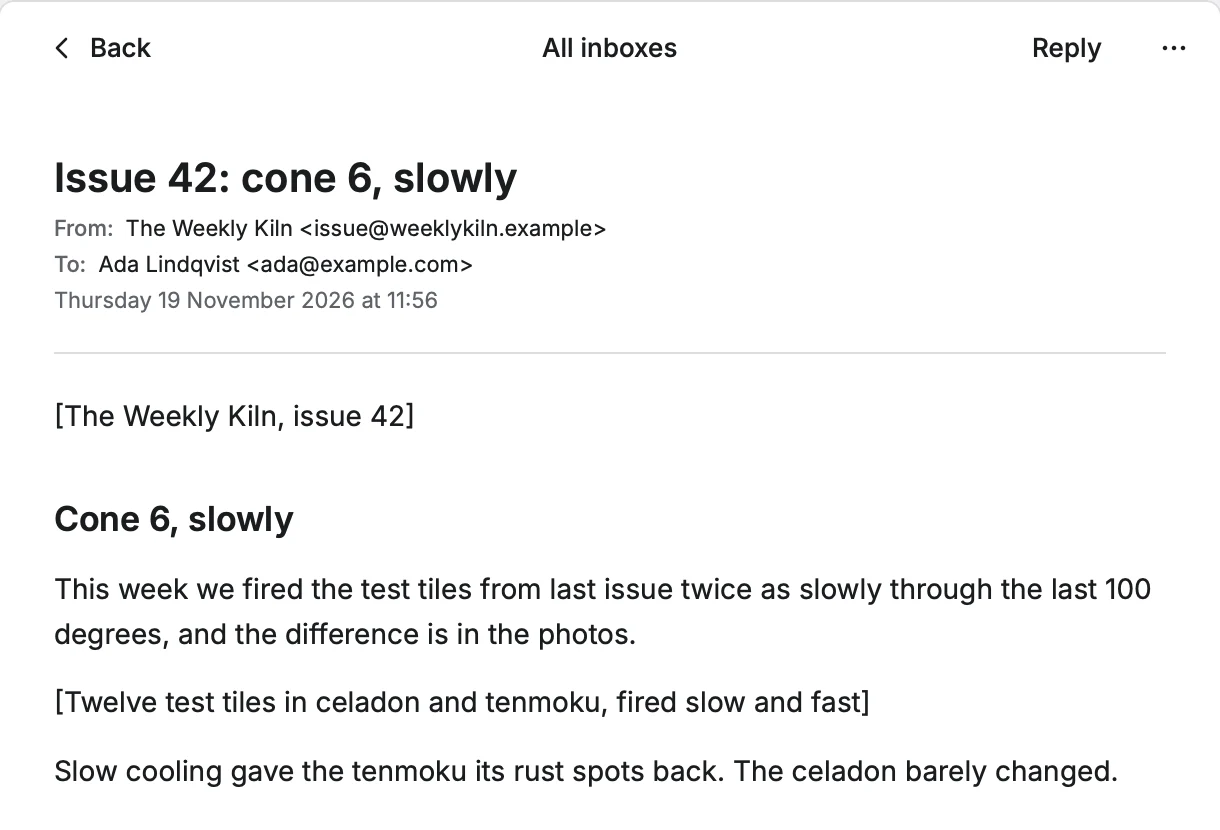 Back
All inboxes
Reply
Issue 42: cone 6, slowly
From: The Weekly Kiln <issue@weeklykiln.example>
To: Ada Lindqvist <ada@example.com>
Thursday 19 November 2026 at 11:56
[The Weekly Kiln, issue 42]
Cone 6, slowly
This week we fired the test tiles from last issue twice as slowly through the last 100
degrees, and the difference is in the photos.
[Twelve test tiles in celadon and tenmoku, fired slow and fast]
Slow cooling gave the tenmoku its rust spots back. The celadon barely changed.